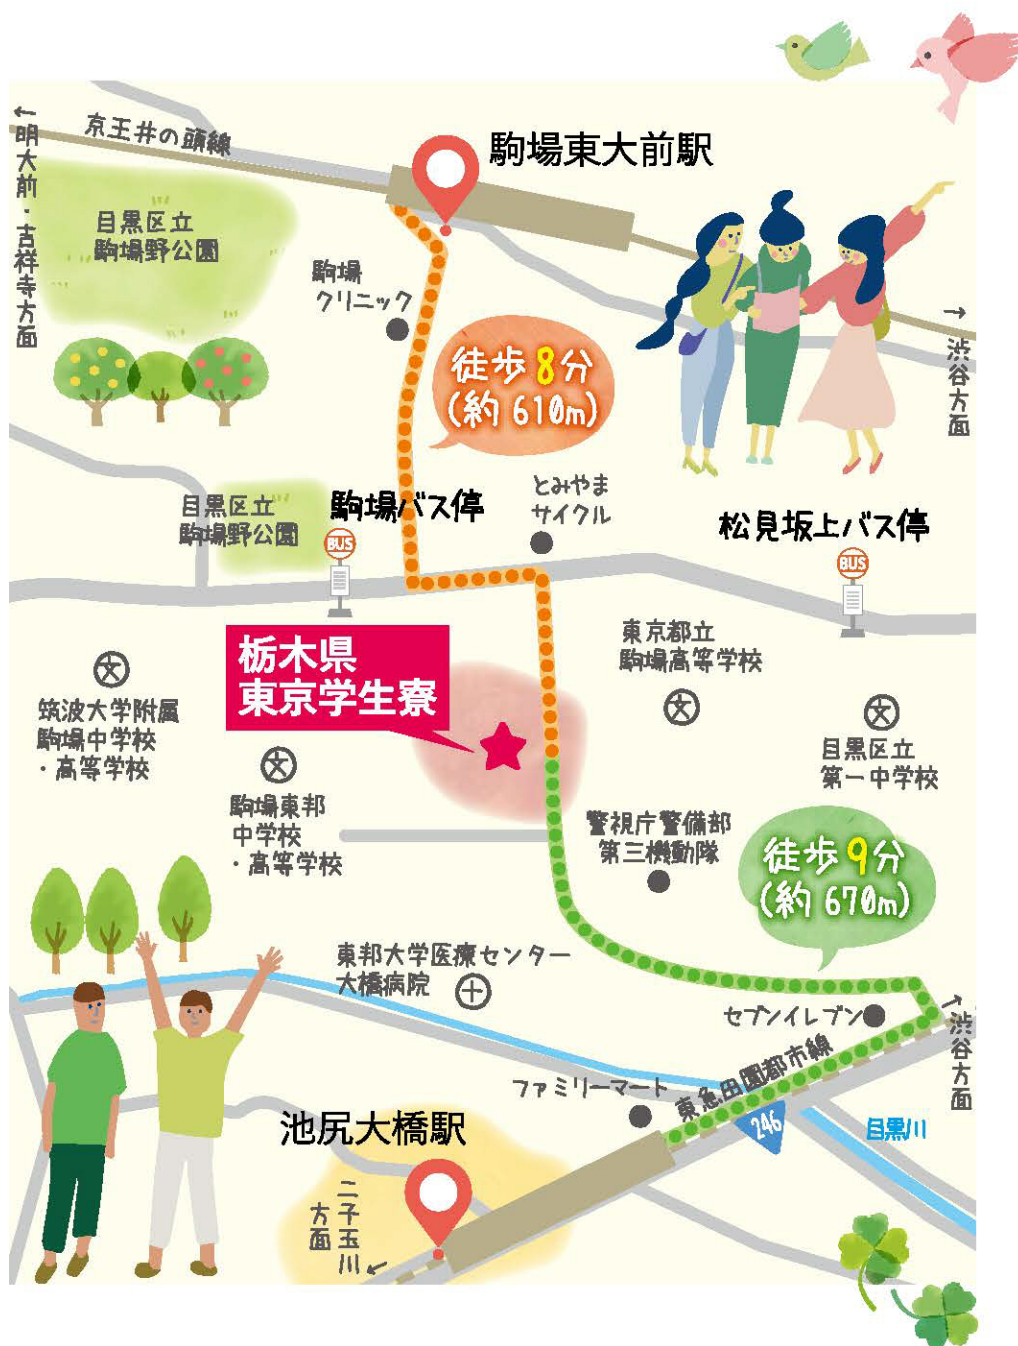 京王井の頭線
駒場東大前駅
←明大前・吉祥寺方面
目黒区立
駒場野公園
駒場
クリニック
→渋谷方面
徒歩8分
(約610m)
とみやま
サイクル
目黒区立
駒場野公園
駒場バス停
BUS
松見坂上バス停
BUS
栃木県
東京学生寮
東京都立
駒場高等学校
文
文
筑波大学附属
駒場中学校
・高等学校
文
駒場東邦
中学校
・高等学校
文
目黒区立
第一中学校
警視庁警備部
第三機動隊
徒歩9分
(約670m)
東邦大学医療センター
大橋病院
セブンイレブン
→渋谷方面
ファミリーマート
東急田園都市線
246
目黒川
池尻大橋駅
二子玉川
方面
←